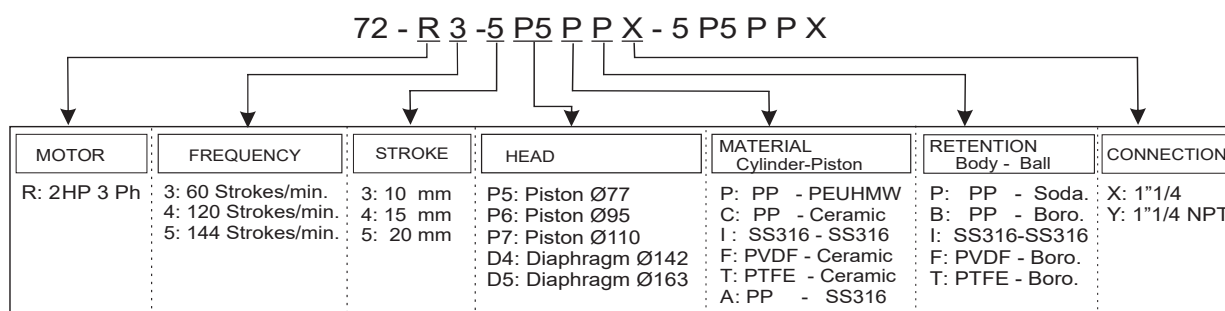 72 - R 3 -5 P5 P P X - 5 P5 P P X
MOTOR
R: 2HP 3 Ph
FREQUENCY
3: 60 Strokes/min.
4: 120 Strokes/min.
5: 144 Strokes/min.
STROKE
3: 10 mm
4: 15 mm
5: 20 mm
HEAD
P5: Piston Ø77
P6: Piston Ø95
P7: Piston Ø110
D4: Diaphragm Ø142
D5: Diaphragm Ø163
MATERIAL
Cylinder-Piston
P: PP - PEUHMW
C: PP - Ceramic
I : SS316 - SS316
F: PVDF - Ceramic
T: PTFE - Ceramic
A: PP - SS316
RETENTION
Body - Ball
P: PP - Soda.
B: PP - Boro.
I: SS316-SS316
F: PVDF - Boro.
T: PTFE - Boro.
CONNECTION
X: 1”1/4
Y: 1”1/4 NPT